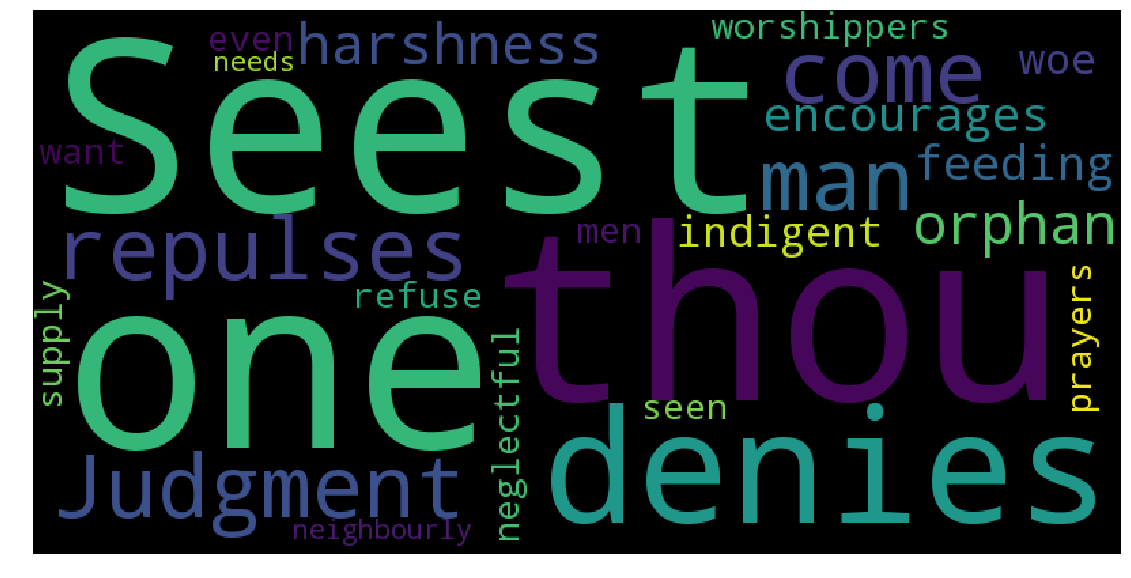 Seest
even
needs
harshness
worshippers
come
woe
encourages
want
man
feeding
repulses
men
indigent
orphan
supply
refuse
one
thou
prayers
neglectful
seen
Judgment
denies
neighbourly